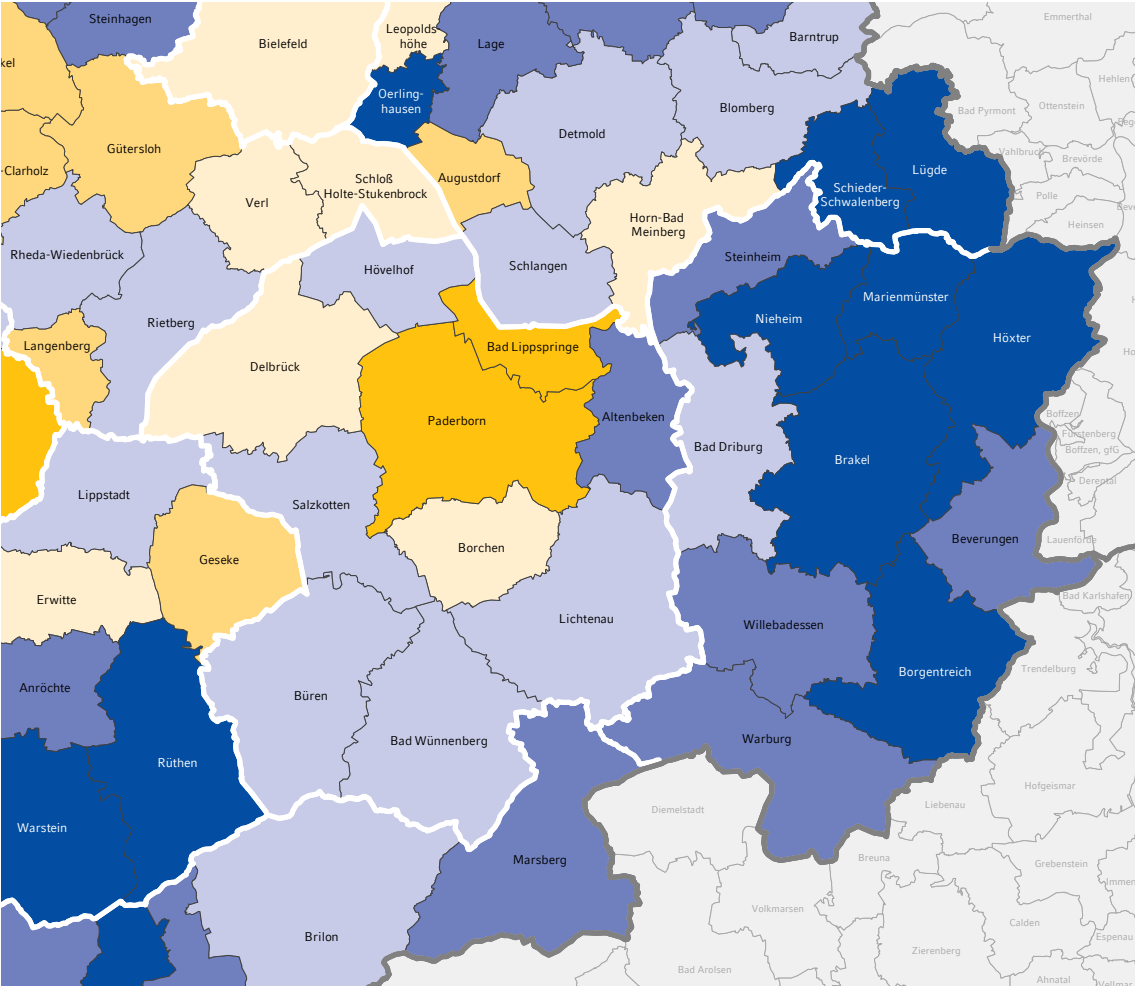 Steinhagen
Emmerthal
Bielefeld
Leopolds
höhe
Lage
Barntrup
kel
Hehlen
Oerling-
hausen
Bad Pyrmont
Ottenstein
Blomberg
Detmold
Gütersloh
Vahlbruch
Brevörde
-Clarholz
Schloß
Holte-Stukenbrock
Augustdorf
Lügde
Verl
Schieder-
Schwalenberg
Polle
Horn-Bad
Meinberg
Heinsen
Rheda-Wiedenbrück
Hövelhof
Schlangen
Steinheim
Marienmünster
Rietberg
Nieheim
Höxter
Langenberg
Bad Lippspringe
Delbrück
Paderborn
Altenbeken
Boffzen
Fürstenberg
Bad Driburg
Boffzen, gfG
Brakel
Derental
Lippstadt
Salzkotten
Beverungen
Lauenförde
Borchen
Geseke
Erwitte
Bad Karlshafen
Lichtenau
Willebadessen
Trendelburg
Borgentreich
Anröchte
Büren
Bad Wünnenberg
Warburg
Rüthen
Hofgeismar
Liebenau
Diemelstadt
Warstein
Marsberg
Breuna
Grebenstein
Immen
Volkmarsen
Calden
Brilon
Espenau
Zierenberg
Bad Arolsen
Ahnatal
Vellmar